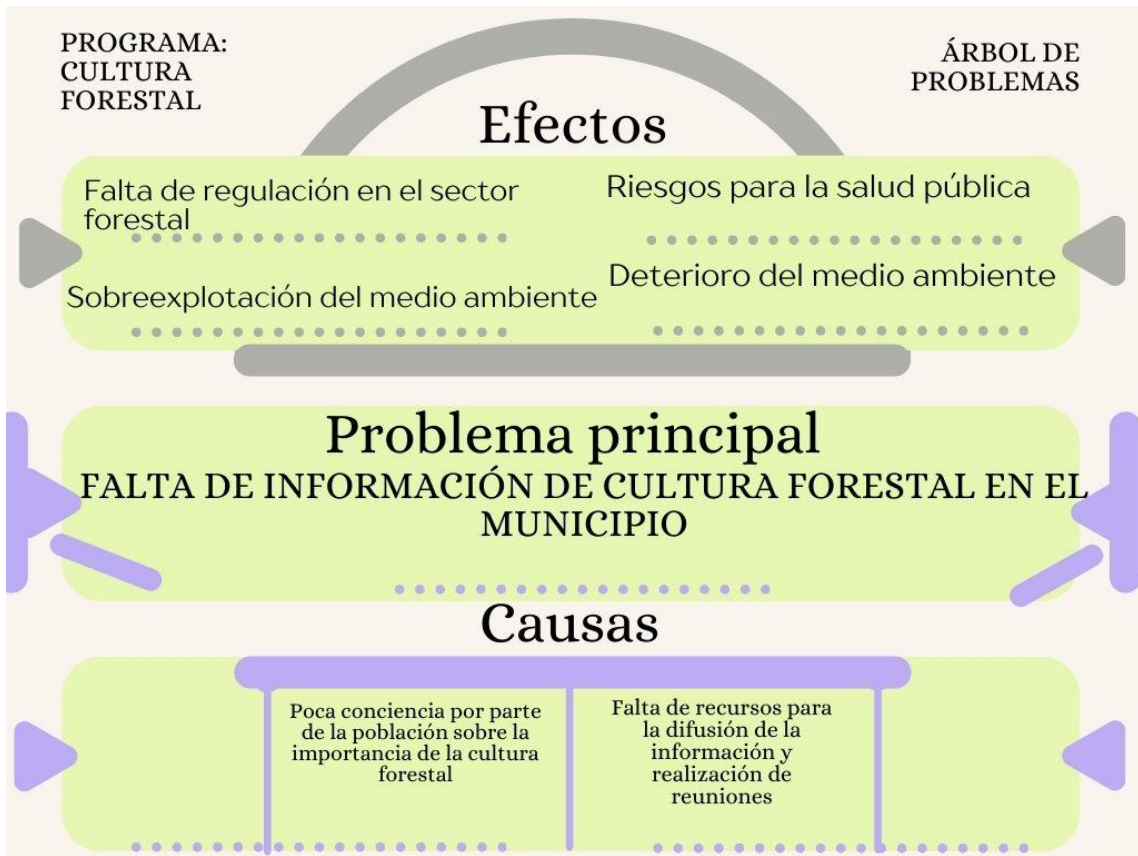 PROGRAMA:
CULTURA
FORESTAL
ÁRBOL DE
PROBLEMAS
Efectos
Falta de regulación en el sector
forestal
Riesgos para la salud pública
Sobreexplotación del medio ambiente
Deterioro del medio ambiente
Problema principal
FALTA DE INFORMACIÓN DE CULTURA FORESTAL EN EL
MUNICIPIO
Causas
Poca conciencia por parte
de la población sobre la
importancia de la cultura
forestal
Falta de recursos para
la difusión de la
información y
realización de
reuniones